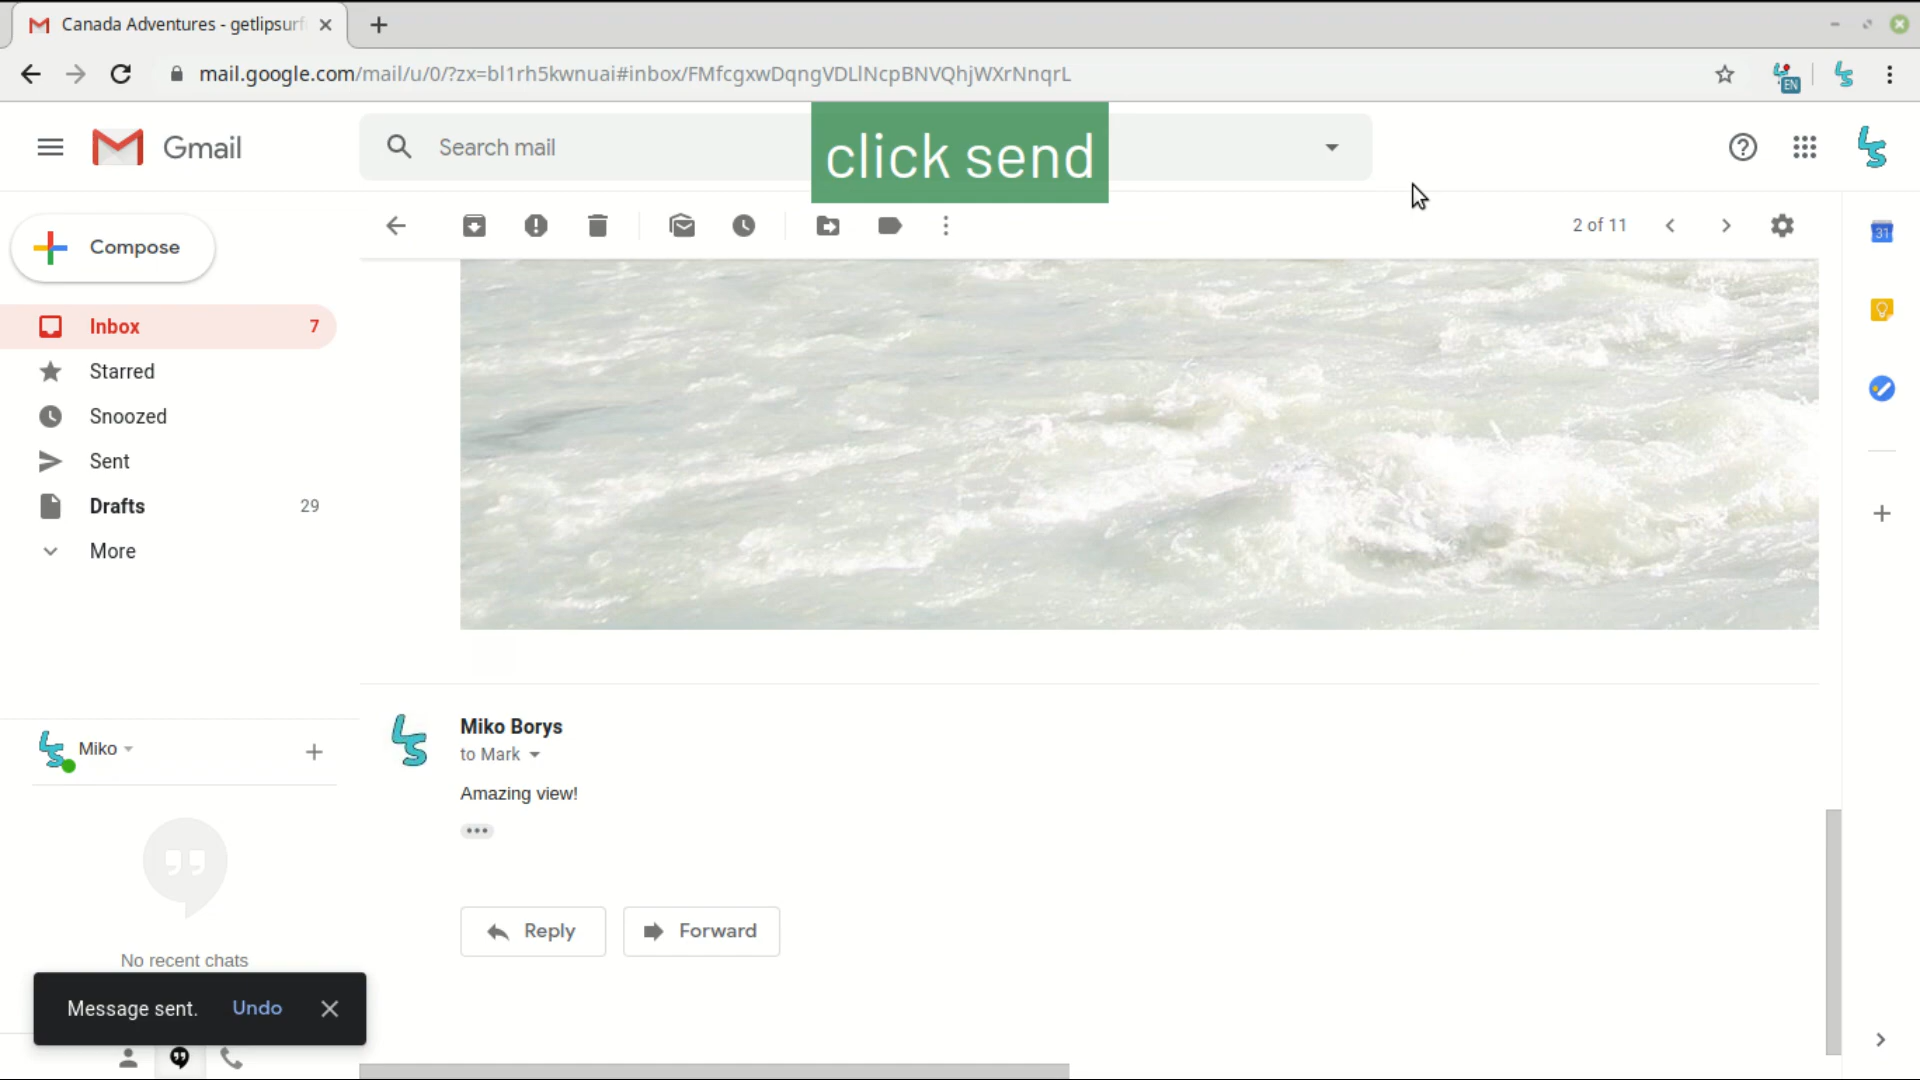 Canada Adventures - getlipsurf
mail.google.com/mail/u/0/?zx=bl1rh5kwnuai#inbox/FMfcgxwDqngVDLlNcpBNVQhjWXrNnqrL
EN
Gmail
Search mail
click send
Compose
2 of 11
31
Inbox 7
Starred
Snoozed
Sent
Drafts 29
More
Miko
No recent chats
Miko Borys
to Mark
Amazing view!
Reply
Forward
Message sent. Undo